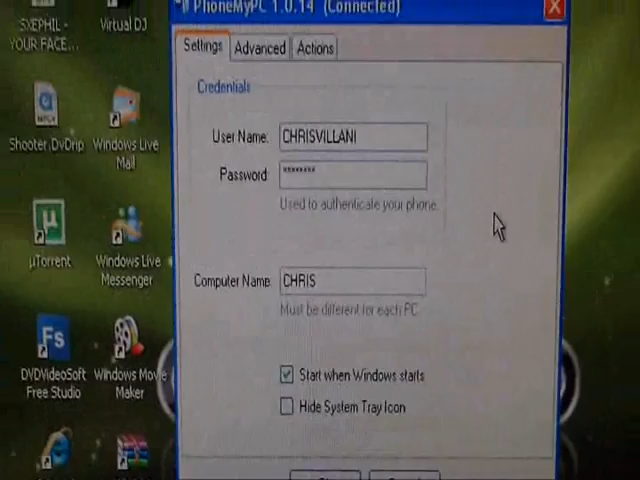 PhoneMyPC 1.0.14 (Connected)
SXEPHIL -
YOUR FACE...
Virtual DJ
Settings
Advanced
Actions
Credentials
User Name:
CHRISVILLANI
Password
********
Used to authenticate your phone.
Shooter.DvDrip
Windows Live
Mail
µTorrent
Windows Live
Messenger
Computer Name
CHRIS
Must be different for each PC
DVDVideoSoft
Free Studio
Windows Movie
Maker
Start when Windows starts
Hide System Tray Icon